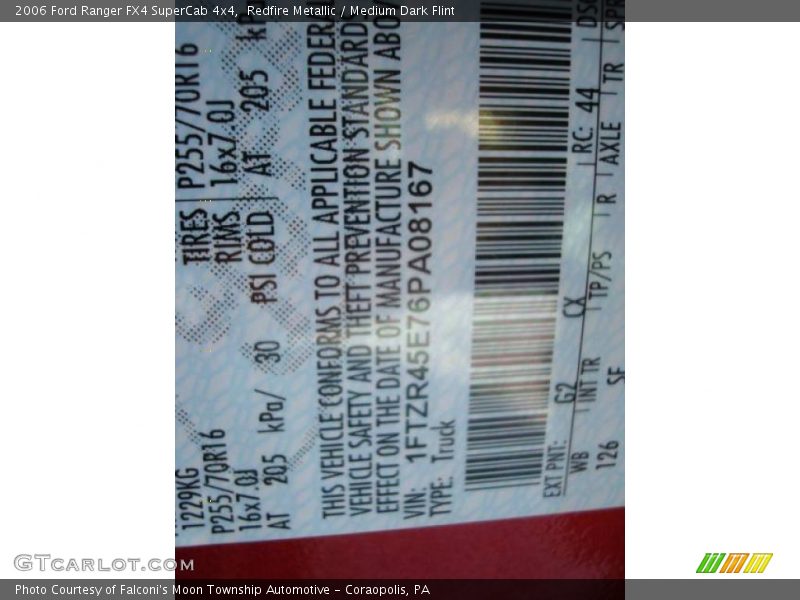 2006 Ford Ranger FX4 SuperCab 4x4, Redfire Metallic / Medium Dark Flint
1229KG
P255/70R16 TIRES P255/70R16
16x7.0J RIMS 16x7.0J
AT 205 kPa/ 30 PSI COLD AT 205
THIS VEHICLE CONFORMS TO ALL APPLICABLE FEDERA
VEHICLE SAFETY AND THEFT PREVENTION STANDARDS
EFFECT ON THE DATE OF MANUFACTURE SHOWN ABO
VIN: 1FTZR45E76PA08167
TYPE: Truck
EXT PNT: G2 CX RC: 44 DSO
WB INT TR TP/PS R AXLE TR SPR
126 SF
GTCARLOT.COM
Photo Courtesy of Falconi's Moon Township Automotive - Coraopolis, PA